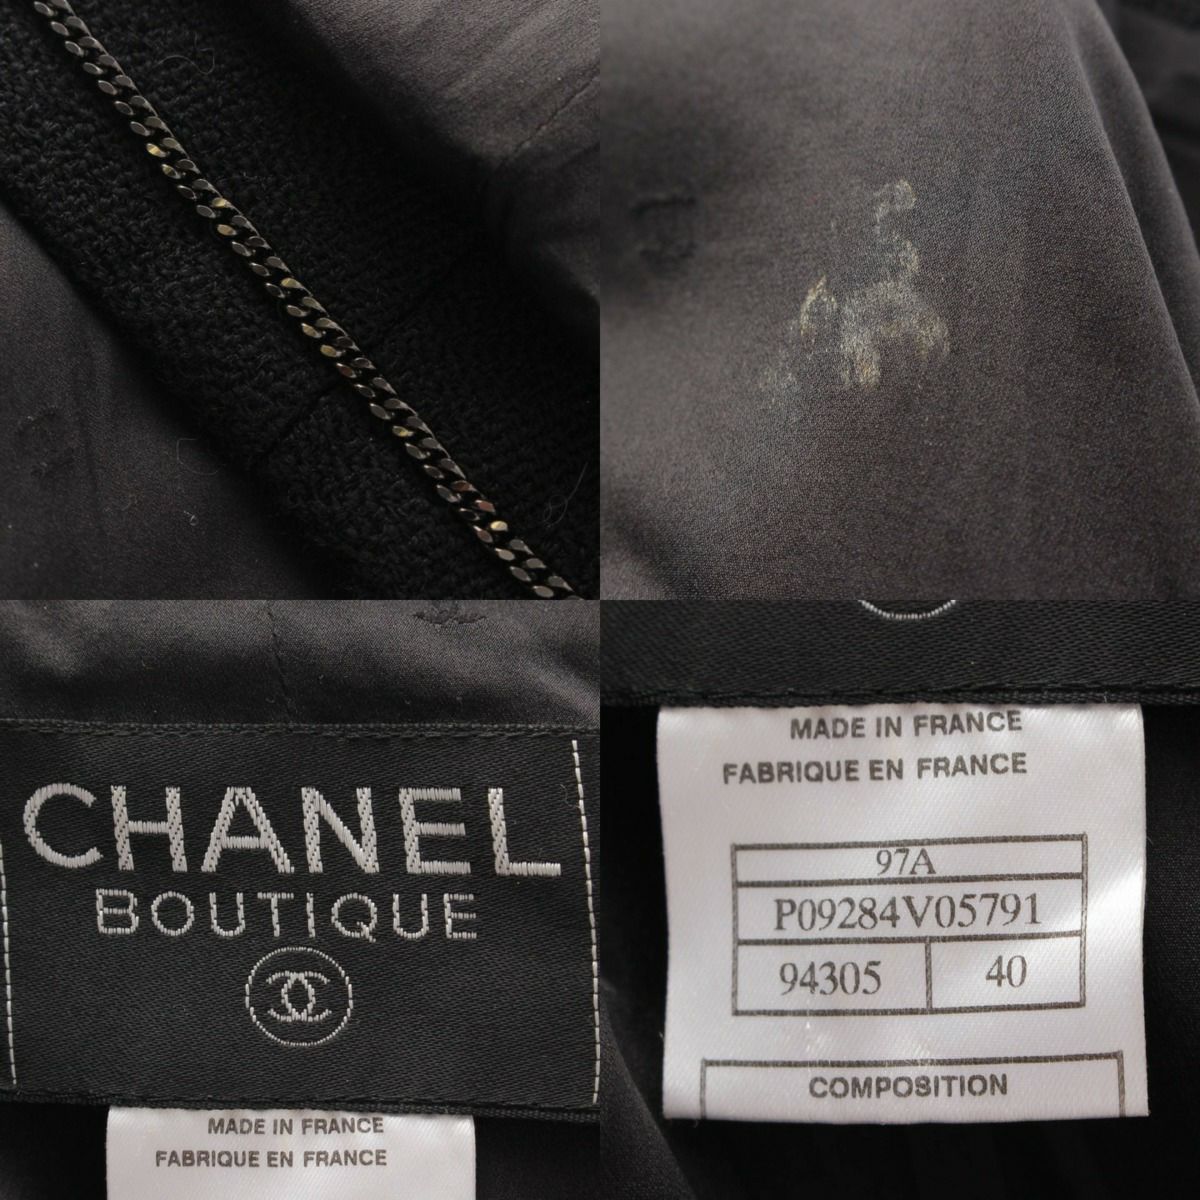 CHANEL
BOUTIQUE
MADE IN FRANCE
FABRIQUE EN FRANCE
MADE IN FRANCE
FABRIQUE EN FRANCE
97A
P09284V05791
94305 40
COMPOSITION